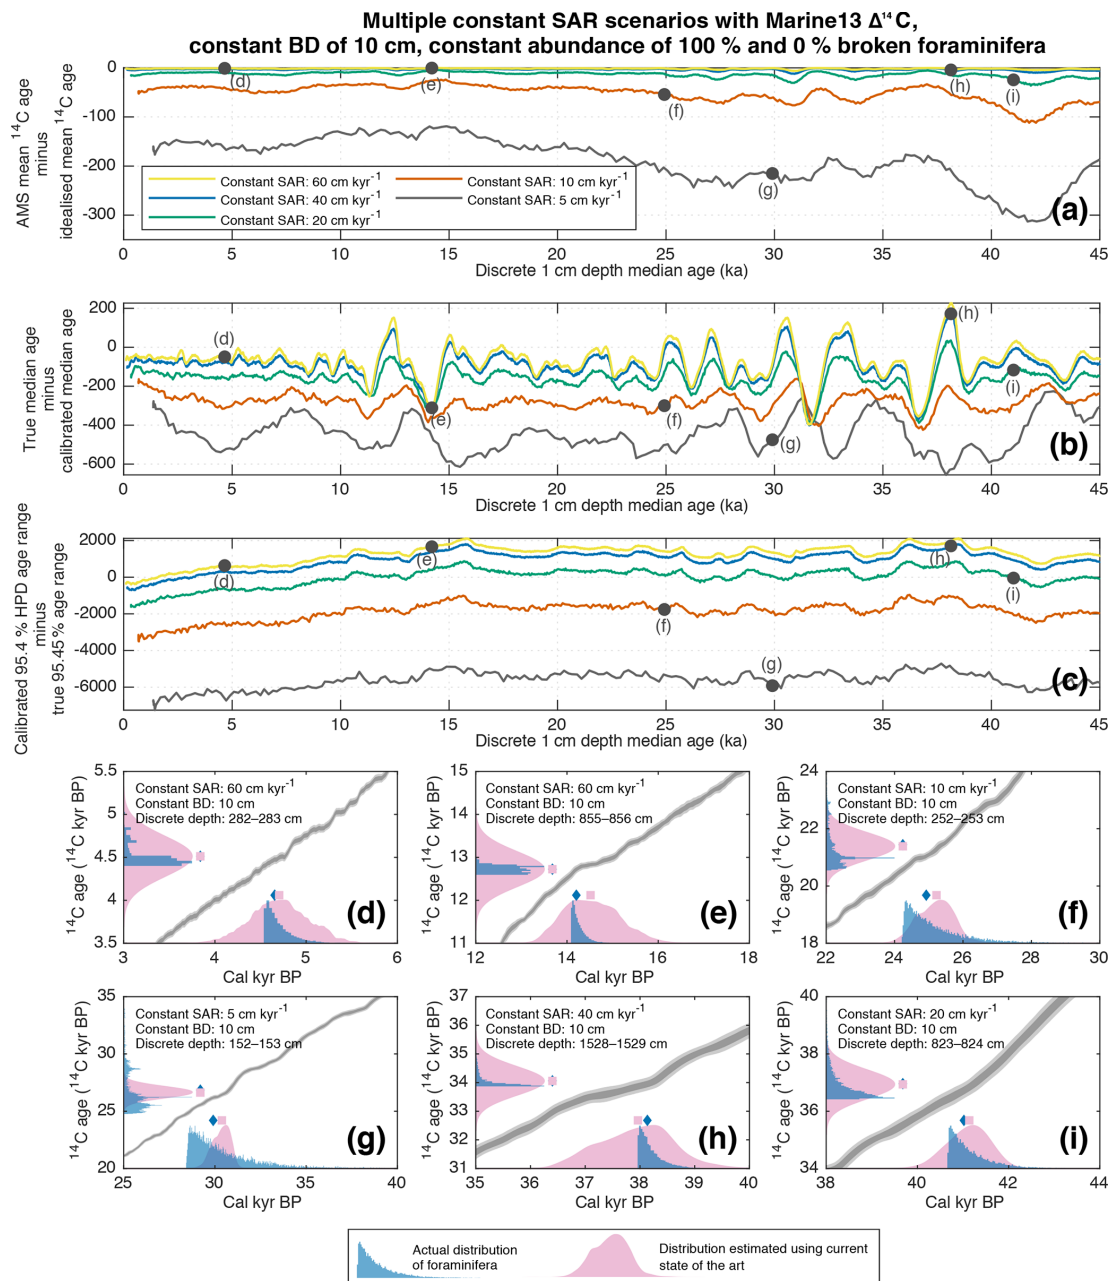 Multiple constant SAR scenarios with Marine13 Δ¹⁴C,
constant BD of 10 cm, constant abundance of 100 % and 0 % broken foraminifera
AMS mean ¹⁴C age
minus
idealised mean ¹⁴C age
0
-100
-200
-300
(d)
(e)
(f)
(g)
(h)
(i)
Constant SAR: 60 cm kyr⁻¹
Constant SAR: 40 cm kyr⁻¹
Constant SAR: 20 cm kyr⁻¹
Constant SAR: 10 cm kyr⁻¹
Constant SAR: 5 cm kyr⁻¹
(a)
0 5 10 15 20 25 30 35 40 45
Discrete 1 cm depth median age (ka)
True median age
minus
calibrated median age
200
0
-200
-400
-600
(d)
(e)
(f)
(g)
(h)
(i)
(b)
0 5 10 15 20 25 30 35 40 45
Discrete 1 cm depth median age (ka)
Calibrated 95.4 % HPD age range
minus
true 95.45 % age range
2000
0
-2000
-4000
-6000
(d)
(e)
(f)
(g)
(h)
(i)
(c)
0 5 10 15 20 25 30 35 40 45
Discrete 1 cm depth median age (ka)
¹⁴C age (¹⁴C kyr BP)
5.5
5
4.5
4
3.5
Constant SAR: 60 cm kyr⁻¹
Constant BD: 10 cm
Discrete depth: 282–283 cm
(d)
3 4 5 6
Cal kyr BP
¹⁴C age (¹⁴C kyr BP)
15
14
13
12
11
Constant SAR: 60 cm kyr⁻¹
Constant BD: 10 cm
Discrete depth: 855–856 cm
(e)
12 14 16 18
Cal kyr BP
¹⁴C age (¹⁴C kyr BP)
24
22
20
18
Constant SAR: 10 cm kyr⁻¹
Constant BD: 10 cm
Discrete depth: 252–253 cm
(f)
22 24 26 28 30
Cal kyr BP
¹⁴C age (¹⁴C kyr BP)
35
30
25
20
Constant SAR: 5 cm kyr⁻¹
Constant BD: 10 cm
Discrete depth: 152–153 cm
(g)
25 30 35 40
Cal kyr BP
¹⁴C age (¹⁴C kyr BP)
37
36
35
34
33
32
31
Constant SAR: 40 cm kyr⁻¹
Constant BD: 10 cm
Discrete depth: 1528–1529 cm
(h)
35 36 37 38 39 40
Cal kyr BP
¹⁴C age (¹⁴C kyr BP)
40
38
36
34
Constant SAR: 20 cm kyr⁻¹
Constant BD: 10 cm
Discrete depth: 823–824 cm
(i)
38 40 42 44
Cal kyr BP
Actual distribution
of foraminifera
Distribution estimated using current
state of the art